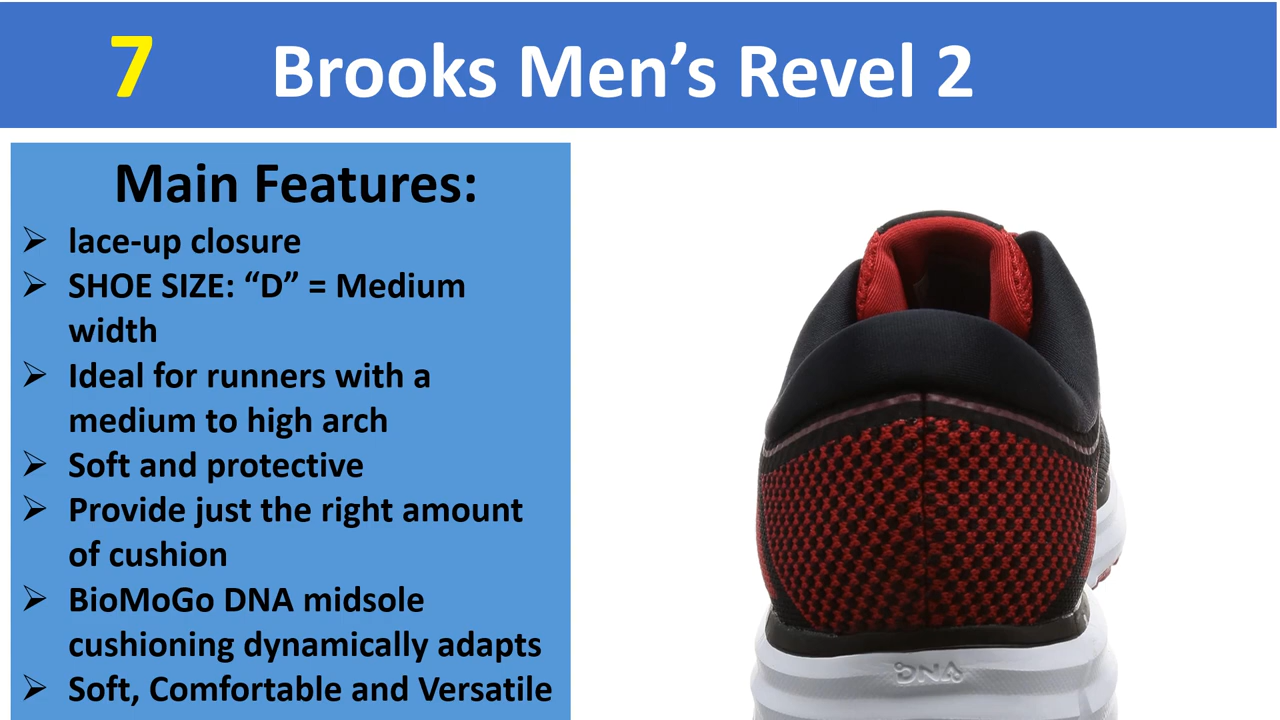 7 Brooks Men’s Revel 2
Main Features:
➢ lace-up closure
➢ SHOE SIZE: “D” = Medium
width
➢ Ideal for runners with a
medium to high arch
➢ Soft and protective
➢ Provide just the right amount
of cushion
➢ BioMoGo DNA midsole
cushioning dynamically adapts
➢ Soft, Comfortable and Versatile
DNA